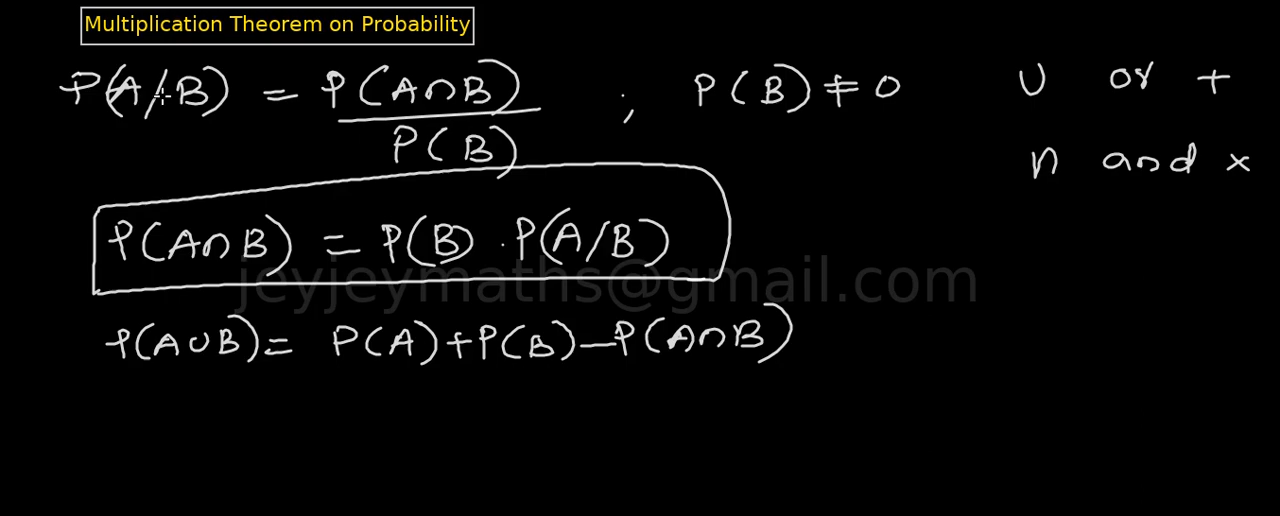 Multiplication Theorem on Probability
P(A/B) = P(A∩B) / P(B) ; P(B) ≠ 0
∪ or +
∩ and ×
P(A∩B) = P(B) . P(A/B)
jeyjeymaths@gmail.com
P(A∪B) = P(A)+P(B)-P(A∩B)